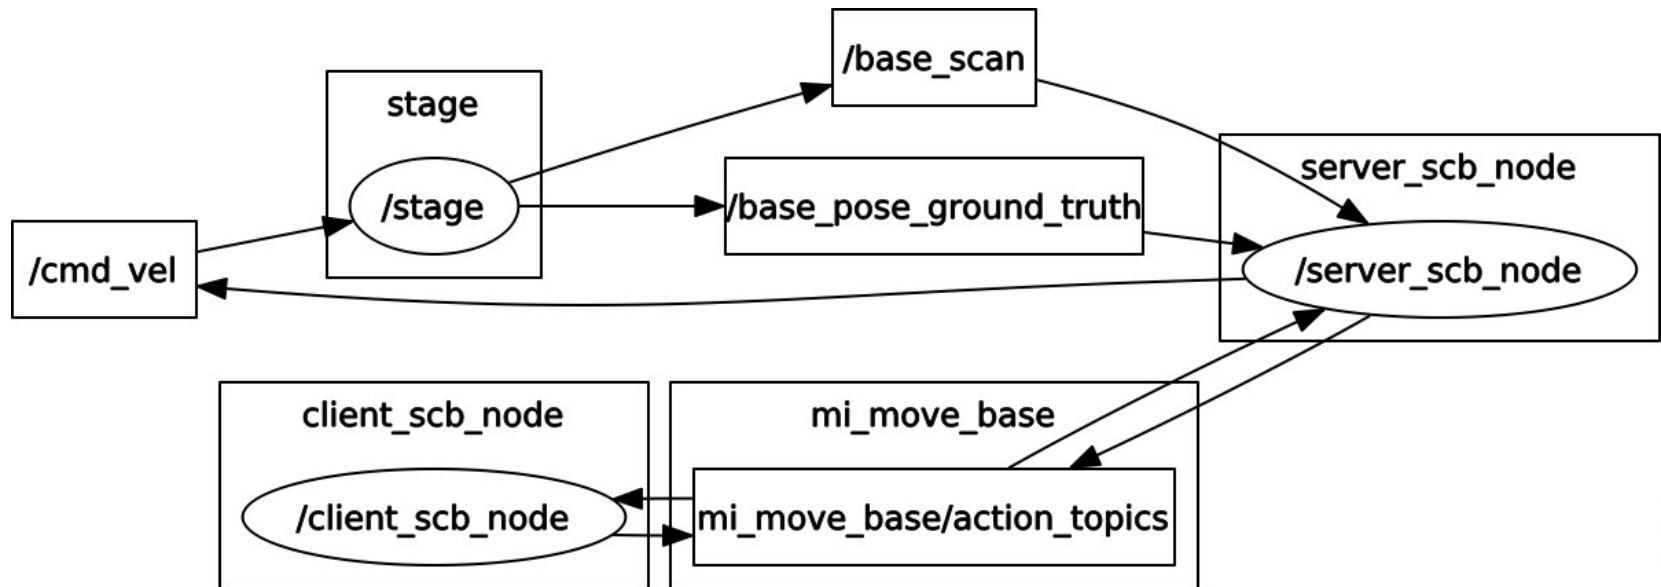 /base_scan
stage
server_scb_node
/stage
/base_pose_ground_truth
/cmd_vel
/server_scb_node
client_scb_node
mi_move_base
/client_scb_node
mi_move_base/action_topics